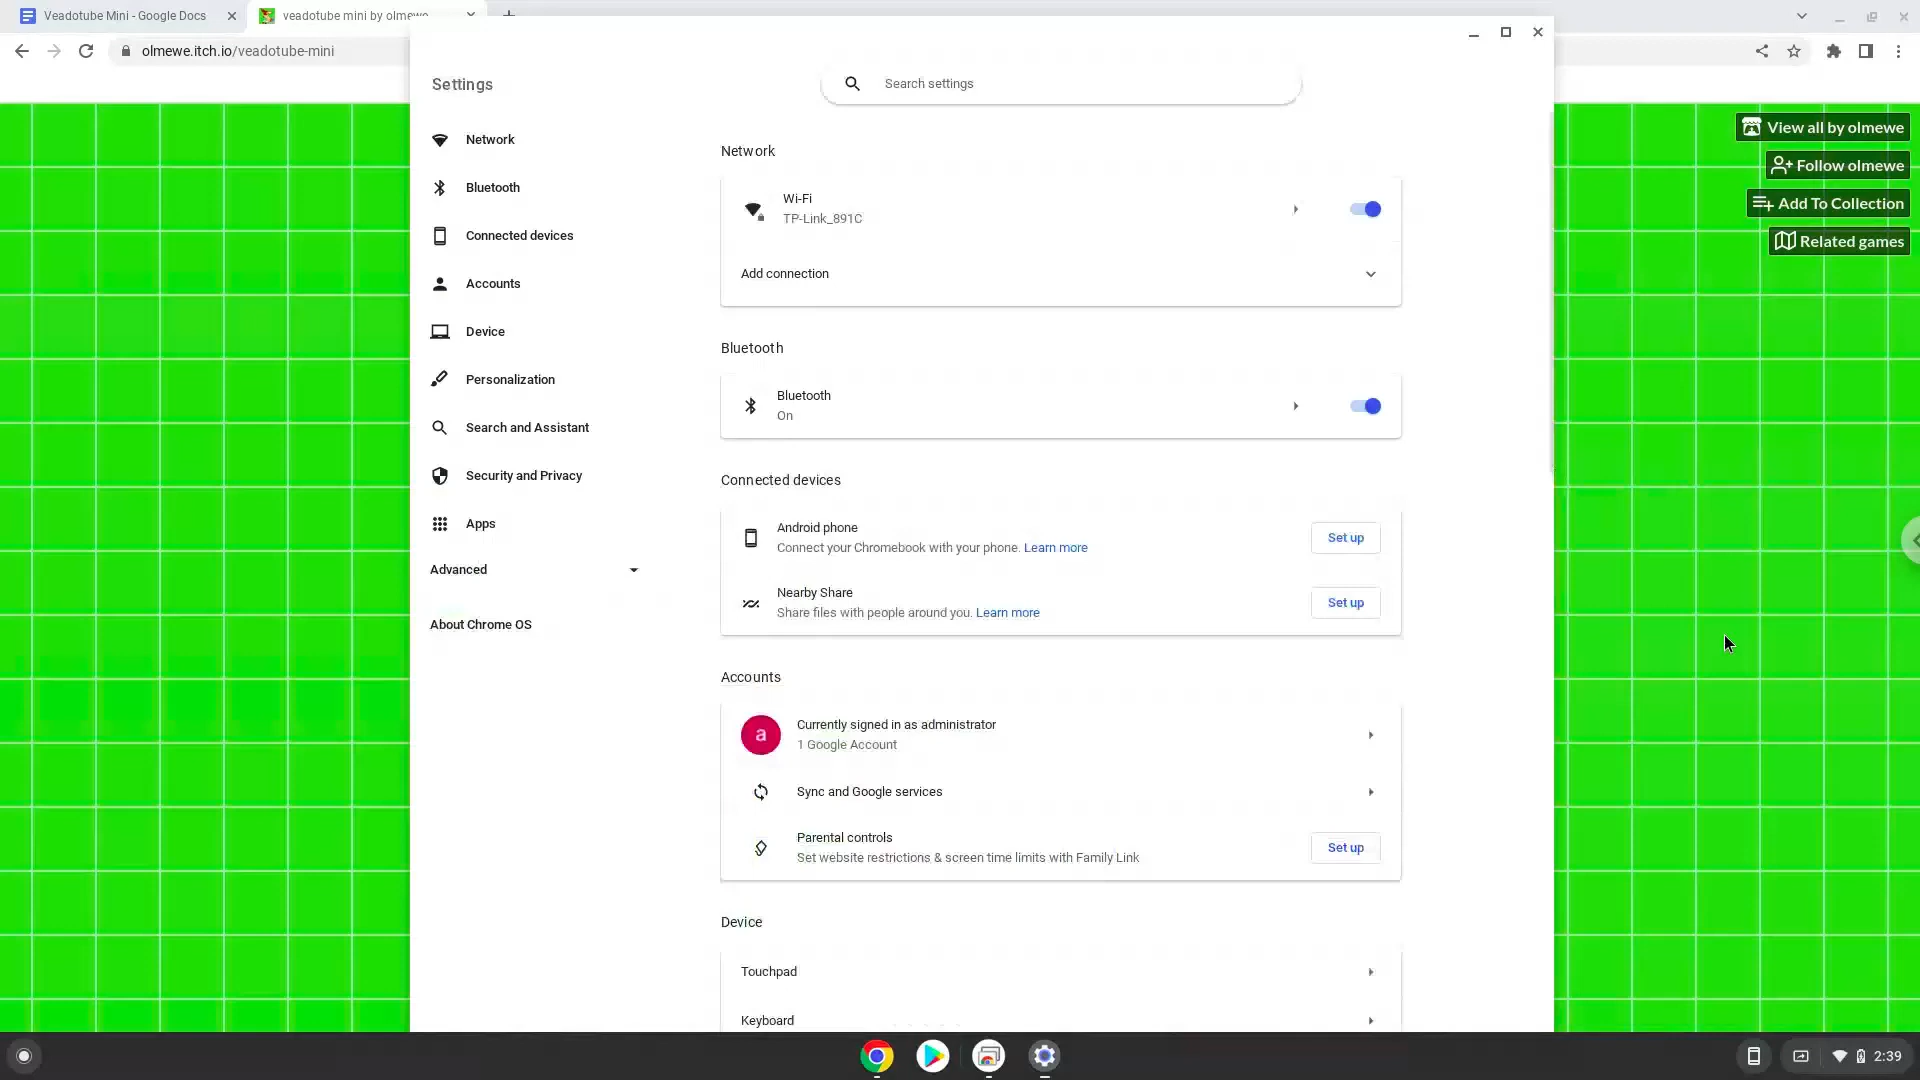 Veadotube Mini - Google Docs
veadotube mini by olmewe
olmewe.itch.io/veadotube-mini
Settings
Search settings
Network
Bluetooth
Connected devices
Accounts
Device
Personalization
Search and Assistant
Security and Privacy
Apps
Advanced
About Chrome OS
Network
Wi-Fi
TP-Link_891C
Add connection
Bluetooth
Bluetooth
On
Connected devices
Android phone
Connect your Chromebook with your phone. Learn more
Set up
Nearby Share
Share files with people around you. Learn more
Set up
Accounts
a
Currently signed in as administrator
1 Google Account
Sync and Google services
Parental controls
Set website restrictions & screen time limits with Family Link
Set up
Device
Touchpad
Keyboard
View all by olmewe
Follow olmewe
Add To Collection
Related games
2:39